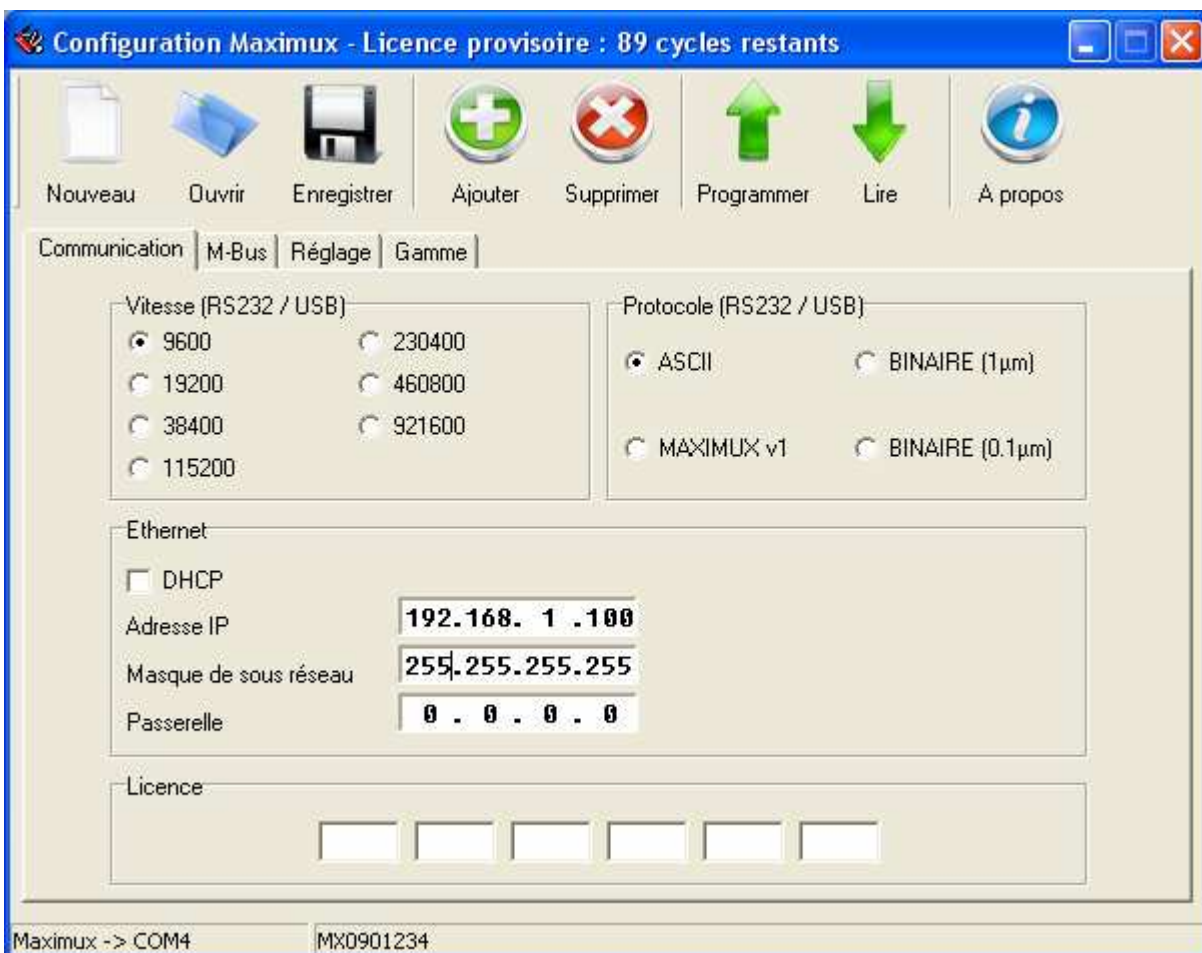 Configuration Maximux - Licence provisoire : 89 cycles restants
Nouveau Ouvrir Enregistrer Ajouter Supprimer Programmer Lire A propos
Communication M-Bus Réglage Gamme
Vitesse (RS232 / USB) Protocole (RS232 / USB)
9600 230400
ASCII BINAIRE (1µm)
19200 460800
38400 921600
MAXIMUX v1 BINAIRE (0.1µm)
115200
Ethernet
DHCP
Adresse IP 192.168. 1 .100
Masque de sous réseau 255.255.255.255
Passerelle 0 . 0 . 0 . 0
Licence
Maximux -> COM4 MX0901234